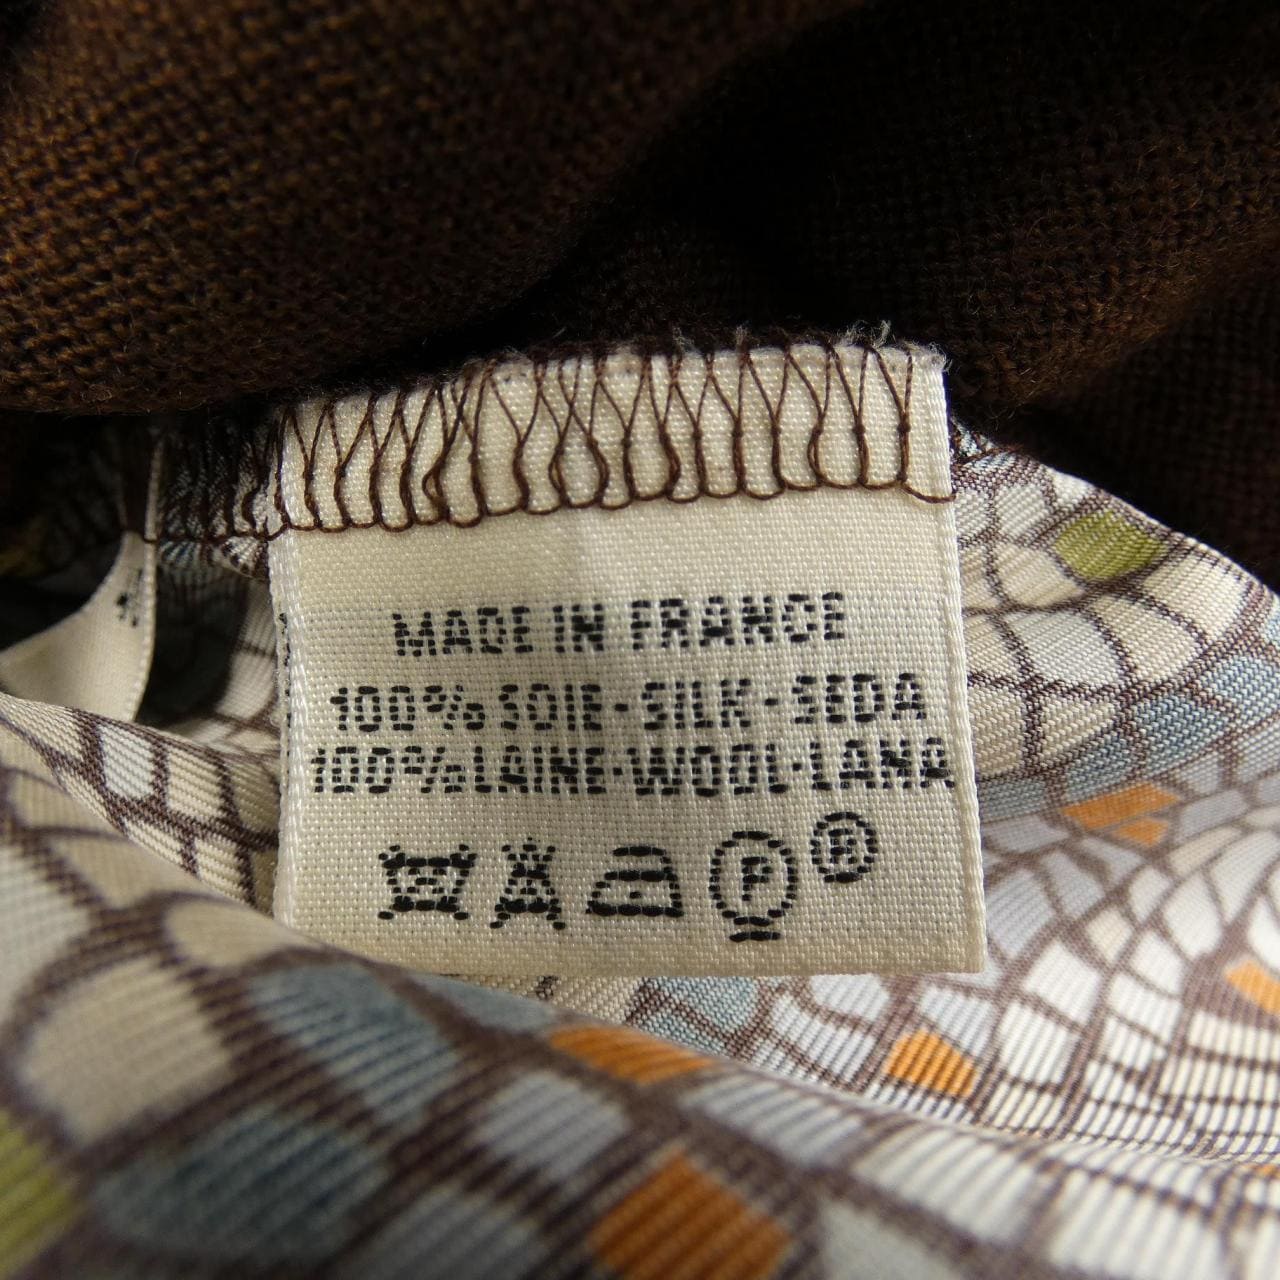 MADE IN FRANCE
100% SOIE-SILK-SEDA
100% LAINE-WOOL-LANA
P ®